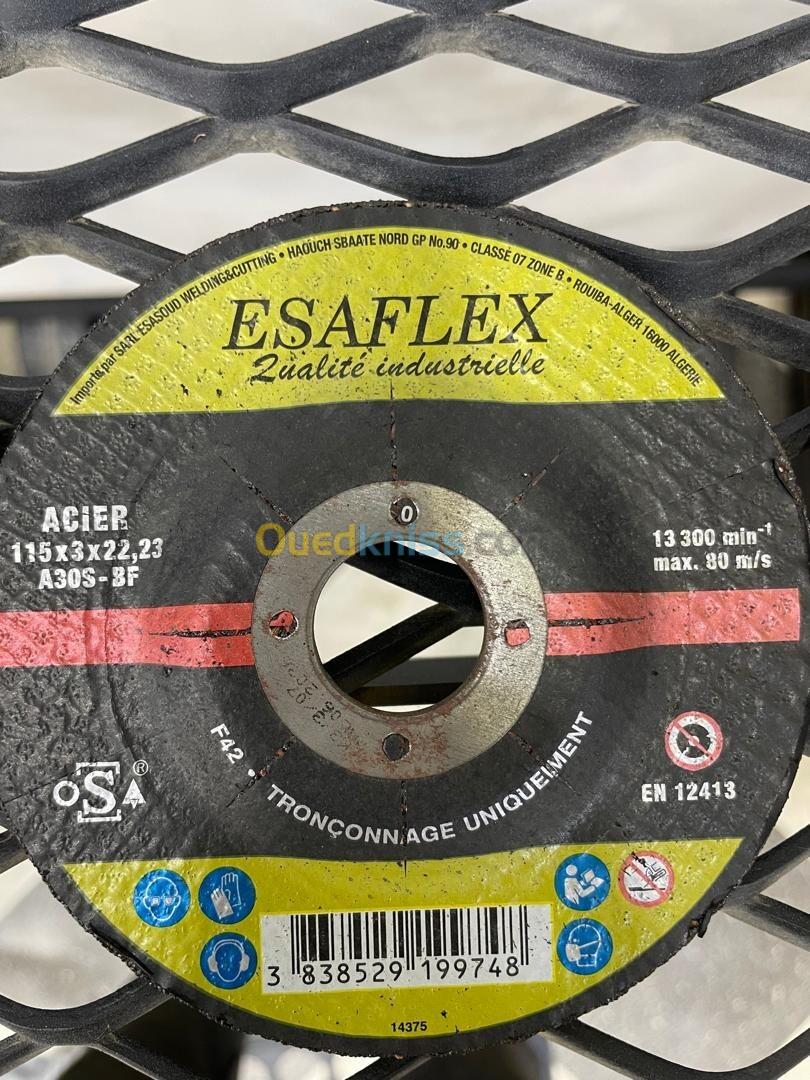 Importé par SARL ESASOUD WELDING&CUTTING • HAOUCH SBAATE NORD GP No.90 • CLASSE 07 ZONE B • ROUIBA-ALGER 16000 ALGERIE
ESAFLEX
Qualité industrielle
ACIER
115x3x22,23
A30S-BF
13 300 min-1
max. 80 m/s
Ouedkniss.com
0
oSA®
EN 12413
F42 • TRONÇONNAGE UNIQUEMENT
3 838529 199748
14375